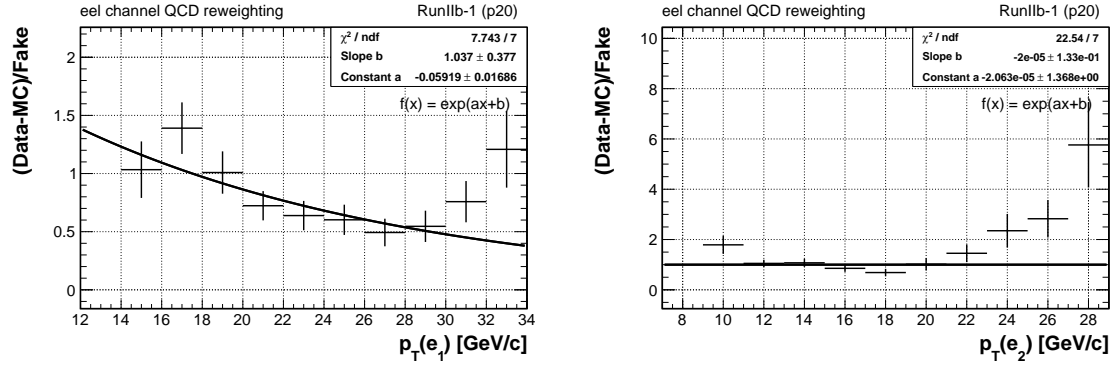 eel channel QCD reweighting RunIIb-1 (p20)
χ² / ndf 7.743 / 7
Slope b 1.037 ± 0.377
Constant a -0.05919 ± 0.01686
f(x) = exp(ax+b)
(Data-MC)/Fake
2
1.5
1
0.5
0
12 14 16 18 20 22 24 26 28 30 32 34
p_T(e_1) [GeV/c]
eel channel QCD reweighting RunIIb-1 (p20)
χ² / ndf 22.54 / 7
Slope b -2e-05 ± 1.33e-01
Constant a -2.063e-05 ± 1.368e+00
f(x) = exp(ax+b)
(Data-MC)/Fake
10
8
6
4
2
0
8 10 12 14 16 18 20 22 24 26 28
p_T(e_2) [GeV/c]